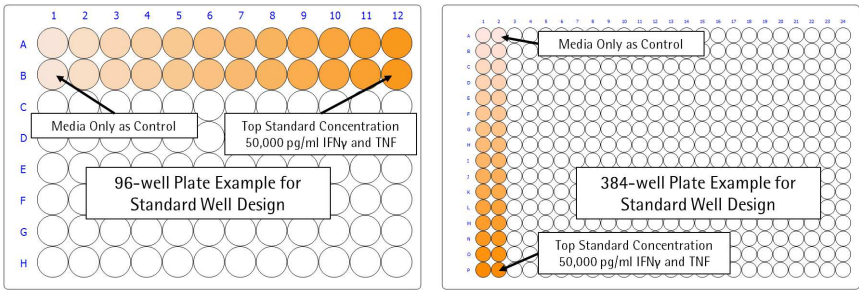 1 2 3 4 5 6 7 8 9 10 11 12
A
B
C
D
E
F
G
H
Media Only as Control
Top Standard Concentration
50,000 pg/ml IFNγ and TNF
96-well Plate Example for
Standard Well Design
1 2 3 4 5 6 7 8 9 10 11 12 13 14 15 16 17 18 19 20 21 22 23 24
A
B
C
D
E
F
G
H
I
J
K
L
M
N
O
P
Media Only as Control
384-well Plate Example for
Standard Well Design
Top Standard Concentration
50,000 pg/ml IFNγ and TNF